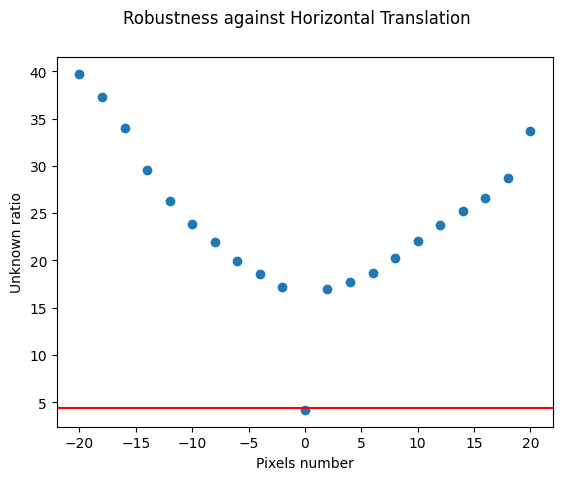 Robustness against Horizontal Translation
40
35
30
25
20
15
10
5
Unknown ratio
−20 −15 −10 −5 0 5 10 15 20
Pixels number